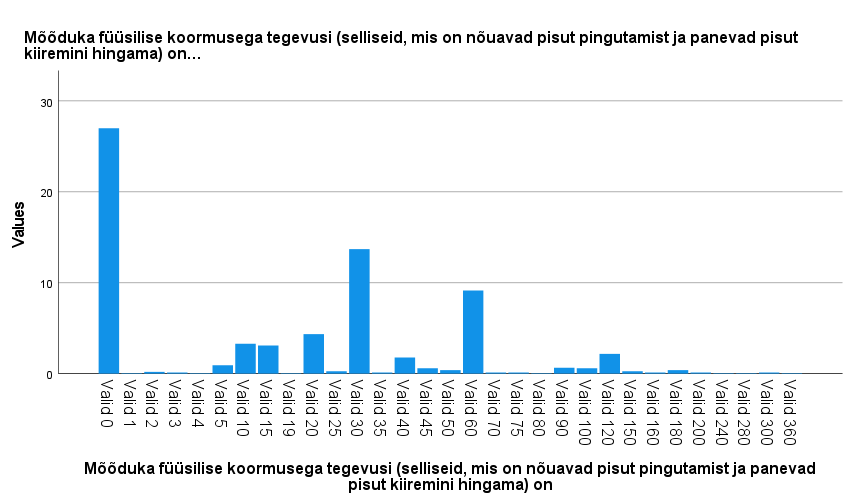 Mõõduka füüsilise koormusega tegevusi (selliseid, mis on nõuavad pisut pingutamist ja panevad pisut
kiiremini hingama) on…
30
20
10
0
Values
Valid 0
Valid 1
Valid 2
Valid 3
Valid 4
Valid 5
Valid 10
Valid 15
Valid 19
Valid 20
Valid 25
Valid 30
Valid 35
Valid 40
Valid 45
Valid 50
Valid 60
Valid 70
Valid 75
Valid 80
Valid 90
Valid 100
Valid 120
Valid 150
Valid 160
Valid 180
Valid 200
Valid 240
Valid 280
Valid 300
Valid 360
Mõõduka füüsilise koormusega tegevusi (selliseid, mis on nõuavad pisut pingutamist ja panevad
pisut kiiremini hingama) on